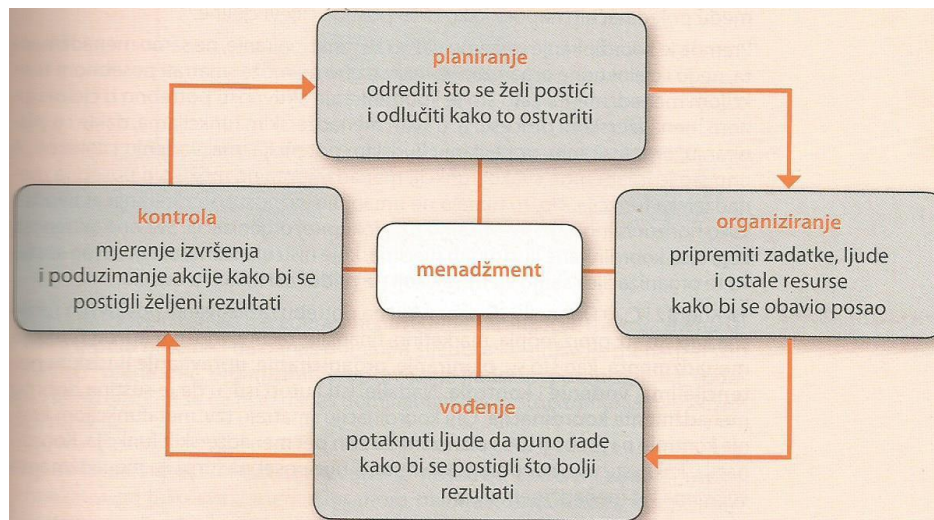 planiranje
odrediti što se želi postići
i odlučiti kako to ostvariti
kontrola
mjerenje izvršenja
i poduzimanje akcije kako bi se
postigli željeni rezultati
menadžment
organiziranje
pripremiti zadatke, ljude
i ostale resurse
kako bi se obavio posao
vođenje
potaknuti ljude da puno rade
kako bi se postigli što bolji
rezultati